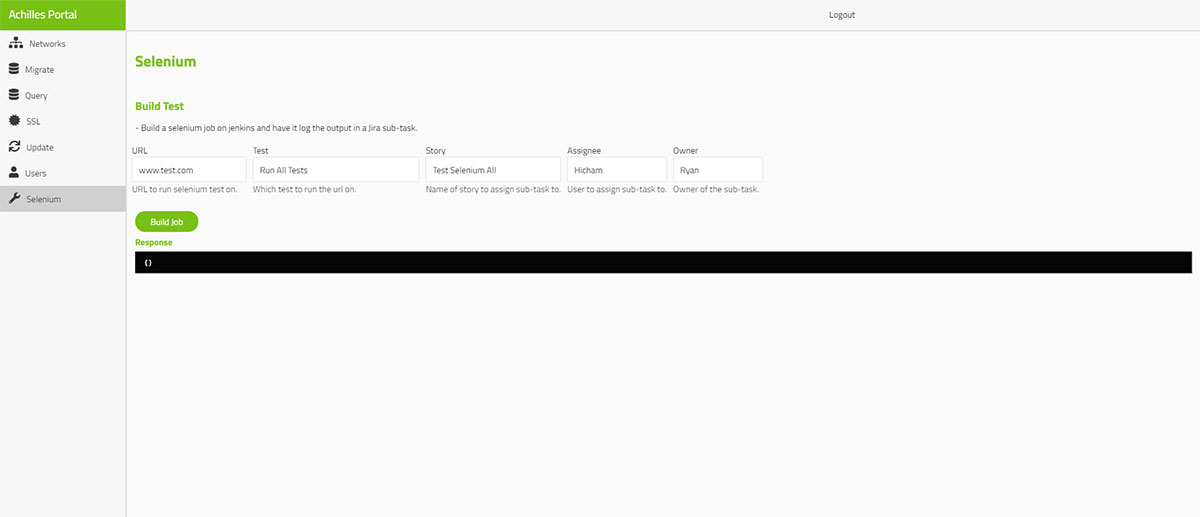 Achilles Portal
Logout
Networks
Migrate
Query
SSL
Update
Users
Selenium
Selenium
Build Test
- Build a selenium job on jenkins and have it log the output in a Jira sub-task.
URL Test Story Assignee Owner
www.test.com Run All Tests Test Selenium All Hicham Ryan
URL to run selenium test on. Which test to run the url on. Name of story to assign sub-task to. User to assign sub-task to. Owner of the sub-task.
Build Job
Response
{}